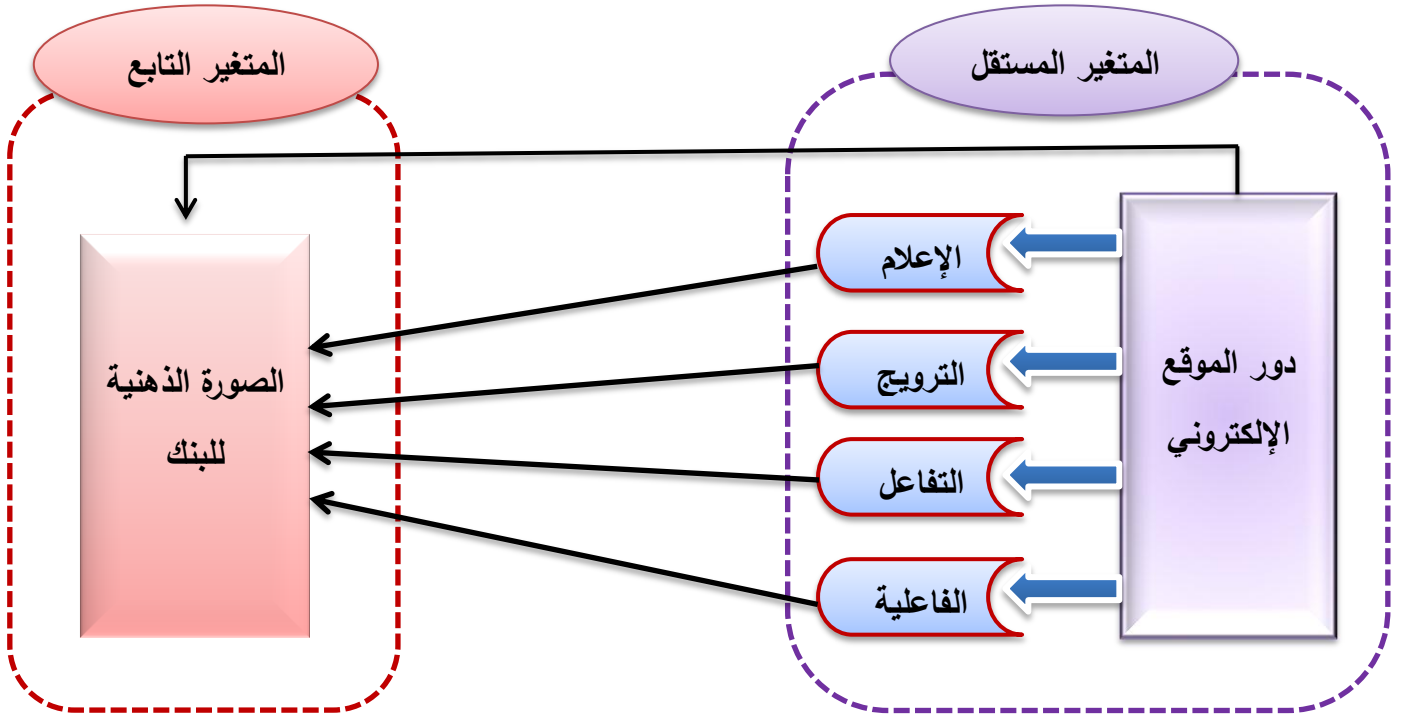 المتغير المستقل
المتغير التابع
دور الموقع
الإلكتروني
الإعلام
الترويج
التفاعل
الفاعلية
الصورة الذهنية
للبنك